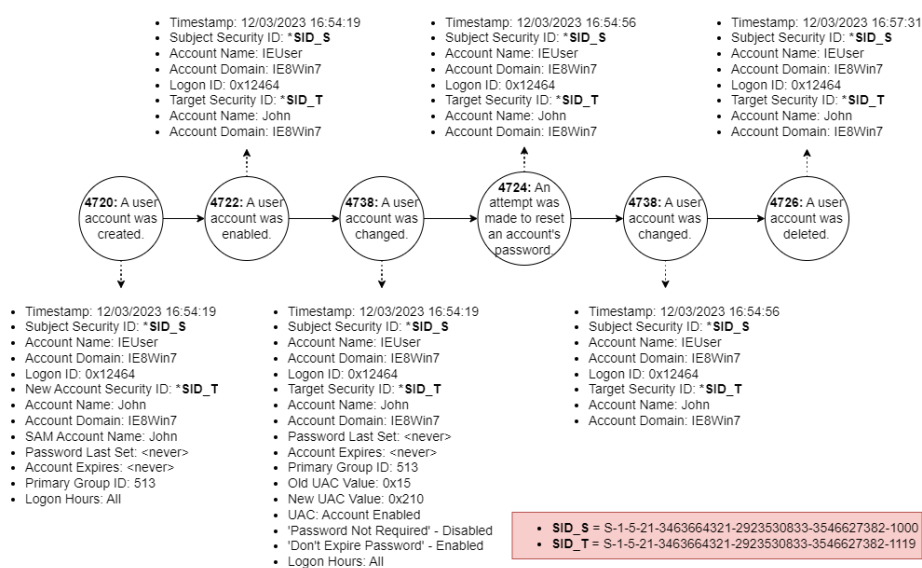 • Timestamp: 12/03/2023 16:54:19
• Subject Security ID: *SID_S
• Account Name: IEUser
• Account Domain: IE8Win7
• Logon ID: 0x12464
• Target Security ID: *SID_T
• Account Name: John
• Account Domain: IE8Win7
• Timestamp: 12/03/2023 16:54:56
• Subject Security ID: *SID_S
• Account Name: IEUser
• Account Domain: IE8Win7
• Logon ID: 0x12464
• Target Security ID: *SID_T
• Account Name: John
• Account Domain: IE8Win7
• Timestamp: 12/03/2023 16:57:31
• Subject Security ID: *SID_S
• Account Name: IEUser
• Account Domain: IE8Win7
• Logon ID: 0x12464
• Target Security ID: *SID_T
• Account Name: John
• Account Domain: IE8Win7
4720: A user
account was
created.
4722: A user
account was
enabled.
4738: A user
account was
changed.
4724: An
attempt was
made to reset
an account's
password.
4738: A user
account was
changed.
4726: A user
account was
deleted.
• Timestamp: 12/03/2023 16:54:19
• Subject Security ID: *SID_S
• Account Name: IEUser
• Account Domain: IE8Win7
• Logon ID: 0x12464
• New Account Security ID: *SID_T
• Account Name: John
• Account Domain: IE8Win7
• SAM Account Name: John
• Password Last Set: <never>
• Account Expires: <never>
• Primary Group ID: 513
• Logon Hours: All
• Timestamp: 12/03/2023 16:54:19
• Subject Security ID: *SID_S
• Account Name: IEUser
• Account Domain: IE8Win7
• Logon ID: 0x12464
• Target Security ID: *SID_T
• Account Name: John
• Account Domain: IE8Win7
• Password Last Set: <never>
• Account Expires: <never>
• Primary Group ID: 513
• Old UAC Value: 0x15
• New UAC Value: 0x210
• UAC: Account Enabled
• 'Password Not Required' - Disabled
• 'Don't Expire Password' - Enabled
• Logon Hours: All
• Timestamp: 12/03/2023 16:54:56
• Subject Security ID: *SID_S
• Account Name: IEUser
• Account Domain: IE8Win7
• Logon ID: 0x12464
• Target Security ID: *SID_T
• Account Name: John
• Account Domain: IE8Win7
• SID_S = S-1-5-21-3463664321-2923530833-3546627382-1000
• SID_T = S-1-5-21-3463664321-2923530833-3546627382-1119